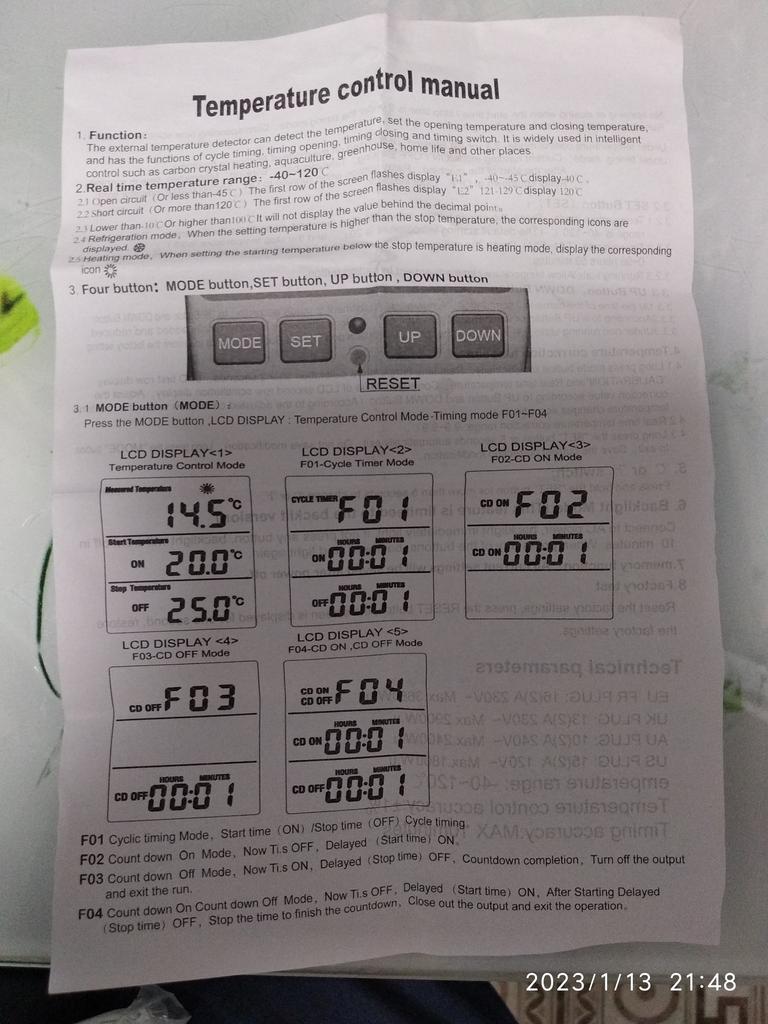 Temperature control manual
1. Function:
The external temperature detector can detect the temperature, set the opening temperature and closing temperature,
and has the functions of cycle timing, timing opening, timing closing and timing switch. It is widely used in intelligent
control such as carbon crystal heating, aquaculture, greenhouse, home life and other places.
2.Real time temperature range: -40~120℃
2.1 Open circuit (Or less than-45℃) The first row of the screen flashes display "E1", -40~-45℃display-40℃.
2.2 Short circuit (Or more than120℃) The first row of the screen flashes display "E2" 121-129℃display 120℃
2.3 Lower than-10℃Or higher than100℃It will not display the value behind the decimal point。
2.4 Refrigeration mode, When the setting temperature is higher than the stop temperature, the corresponding icons are
displayed.
2.5 Heating mode, When setting the starting temperature below the stop temperature is heating mode, display the corresponding
icon
3. Four button: MODE button,SET button, UP button , DOWN button
MODE SET UP DOWN
RESET
3. 1 MODE button (MODE) :
Press the MODE button ,LCD DISPLAY : Temperature Control Mode-Timing mode F01~F04
LCD DISPLAY<1>
Temperature Control Mode
Measured Temperature
14.5℃
Start Temperature
ON 20.0℃
Stop Temperature
OFF 25.0℃
LCD DISPLAY<2>
F01-Cycle Timer Mode
CYCLE TIMER F01
HOURS MINUTES
ON 00:01
HOURS MINUTES
OFF 00:01
LCD DISPLAY<3>
F02-CD ON Mode
CD ON F02
HOURS MINUTES
CD ON 00:01
LCD DISPLAY <4>
F03-CD OFF Mode
CD OFF F03
HOURS MINUTES
CD OFF 00:01
LCD DISPLAY <5>
F04-CD ON ,CD OFF Mode
CD ON
CD OFF F04
HOURS MINUTES
CD ON 00:01
HOURS MINUTES
CD OFF 00:01
F01 Cyclic timing Mode, Start time (ON) /Stop time (OFF) Cycle timing.
F02 Count down On Mode, Now Ti.s OFF, Delayed (Start time) ON。
F03 Count down Off Mode, Now Ti.s ON, Delayed (Stop time) OFF, Countdown completion, Turn off the output
and exit the run.
F04 Count down On Count down Off Mode, Now Ti.s OFF, Delayed (Start time) ON, After Starting Delayed
(Stop time) OFF, Stop the time to finish the countdown, Close out the output and exit the operation。
2023/1/13 21:48